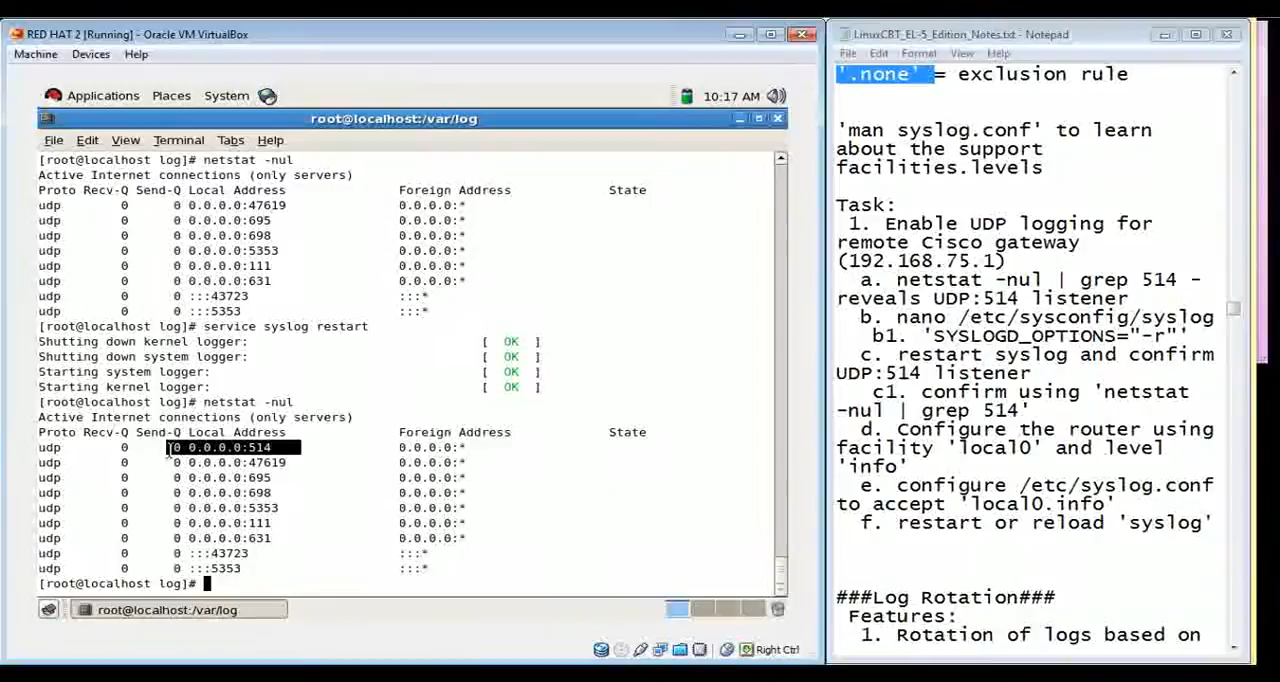 RED HAT 2 [Running] - Oracle VM VirtualBox
Machine Devices Help
Applications Places System 10:17 AM
root@localhost:/var/log
File Edit View Terminal Tabs Help
[root@localhost log]# netstat -nul
Active Internet connections (only servers)
Proto Recv-Q Send-Q Local Address Foreign Address State
udp 0 0 0.0.0.0:47619 0.0.0.0:*
udp 0 0 0.0.0.0:695 0.0.0.0:*
udp 0 0 0.0.0.0:698 0.0.0.0:*
udp 0 0 0.0.0.0:5353 0.0.0.0:*
udp 0 0 0.0.0.0:111 0.0.0.0:*
udp 0 0 0.0.0.0:631 0.0.0.0:*
udp 0 0 :::43723 :::*
udp 0 0 :::5353 :::*
[root@localhost log]# service syslog restart
Shutting down kernel logger: [ OK ]
Shutting down system logger: [ OK ]
Starting system logger: [ OK ]
Starting kernel logger: [ OK ]
[root@localhost log]# netstat -nul
Active Internet connections (only servers)
Proto Recv-Q Send-Q Local Address Foreign Address State
udp 0 0 0.0.0.0:514 0.0.0.0:*
udp 0 0 0.0.0.0:47619 0.0.0.0:*
udp 0 0 0.0.0.0:695 0.0.0.0:*
udp 0 0 0.0.0.0:698 0.0.0.0:*
udp 0 0 0.0.0.0:5353 0.0.0.0:*
udp 0 0 0.0.0.0:111 0.0.0.0:*
udp 0 0 0.0.0.0:631 0.0.0.0:*
udp 0 0 :::43723 :::*
udp 0 0 :::5353 :::*
[root@localhost log]#
root@localhost:/var/log
Right Ctrl
LinuxCBT_EL-5_Edition_Notes.txt - Notepad
File Edit Format View Help
'.none' = exclusion rule
'man syslog.conf' to learn
about the support
facilities.levels
Task:
1. Enable UDP logging for
remote Cisco gateway
(192.168.75.1)
a. netstat -nul | grep 514 -
reveals UDP:514 listener
b. nano /etc/sysconfig/syslog
b1. 'SYSLOGD_OPTIONS="-r"'
c. restart syslog and confirm
UDP:514 listener
c1. confirm using 'netstat
-nul | grep 514'
d. Configure the router using
facility 'local0' and level
'info'
e. configure /etc/syslog.conf
to accept 'local0.info'
f. restart or reload 'syslog'
###Log Rotation###
Features:
1. Rotation of logs based on